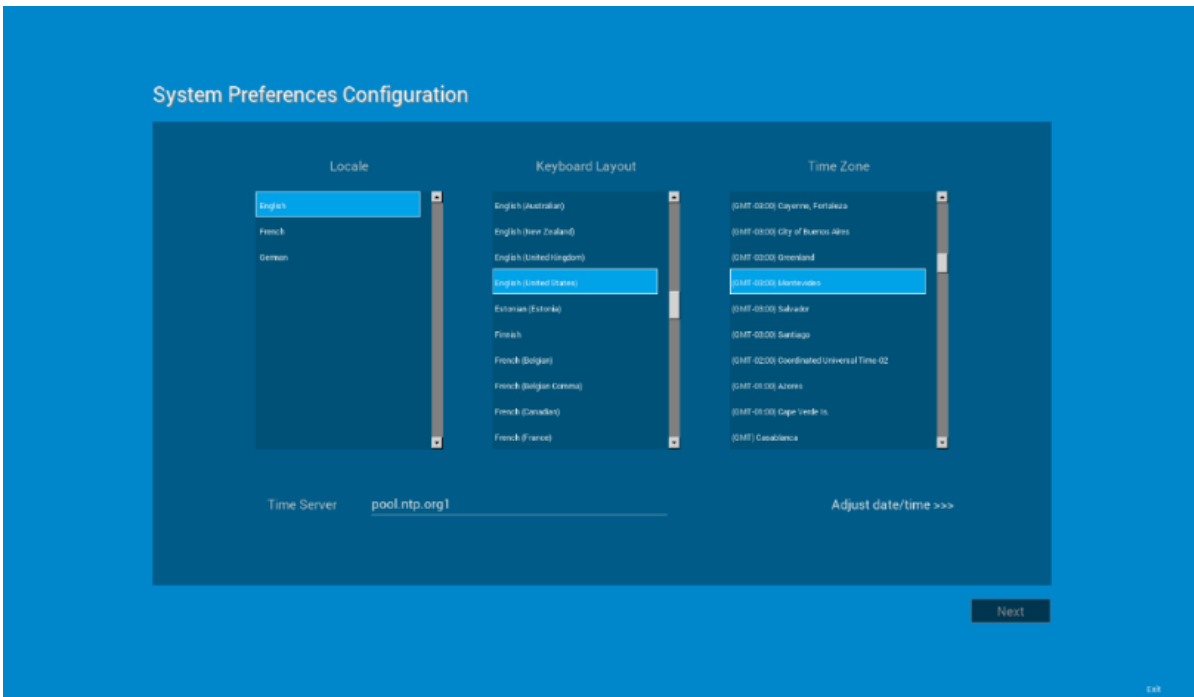 System Preferences Configuration
Locale
English
French
German
Keyboard Layout
English (Australian)
English (New Zealand)
English (United Kingdom)
English (United States)
Estonian (Estonia)
Finnish
French (Belgian)
French (Belgian Comma)
French (Canadian)
French (France)
Time Zone
(GMT-03:00) Cayenne, Fortaleza
(GMT-03:00) City of Buenos Aires
(GMT-03:00) Greenland
(GMT-03:00) Montevideo
(GMT-03:00) Salvador
(GMT-03:00) Santiago
(GMT-02:00) Coordinated Universal Time-02
(GMT-01:00) Azores
(GMT-01:00) Cape Verde Is.
(GMT) Casablanca
Time Server pool.ntp.org1
Adjust date/time >>>
Next
Exit